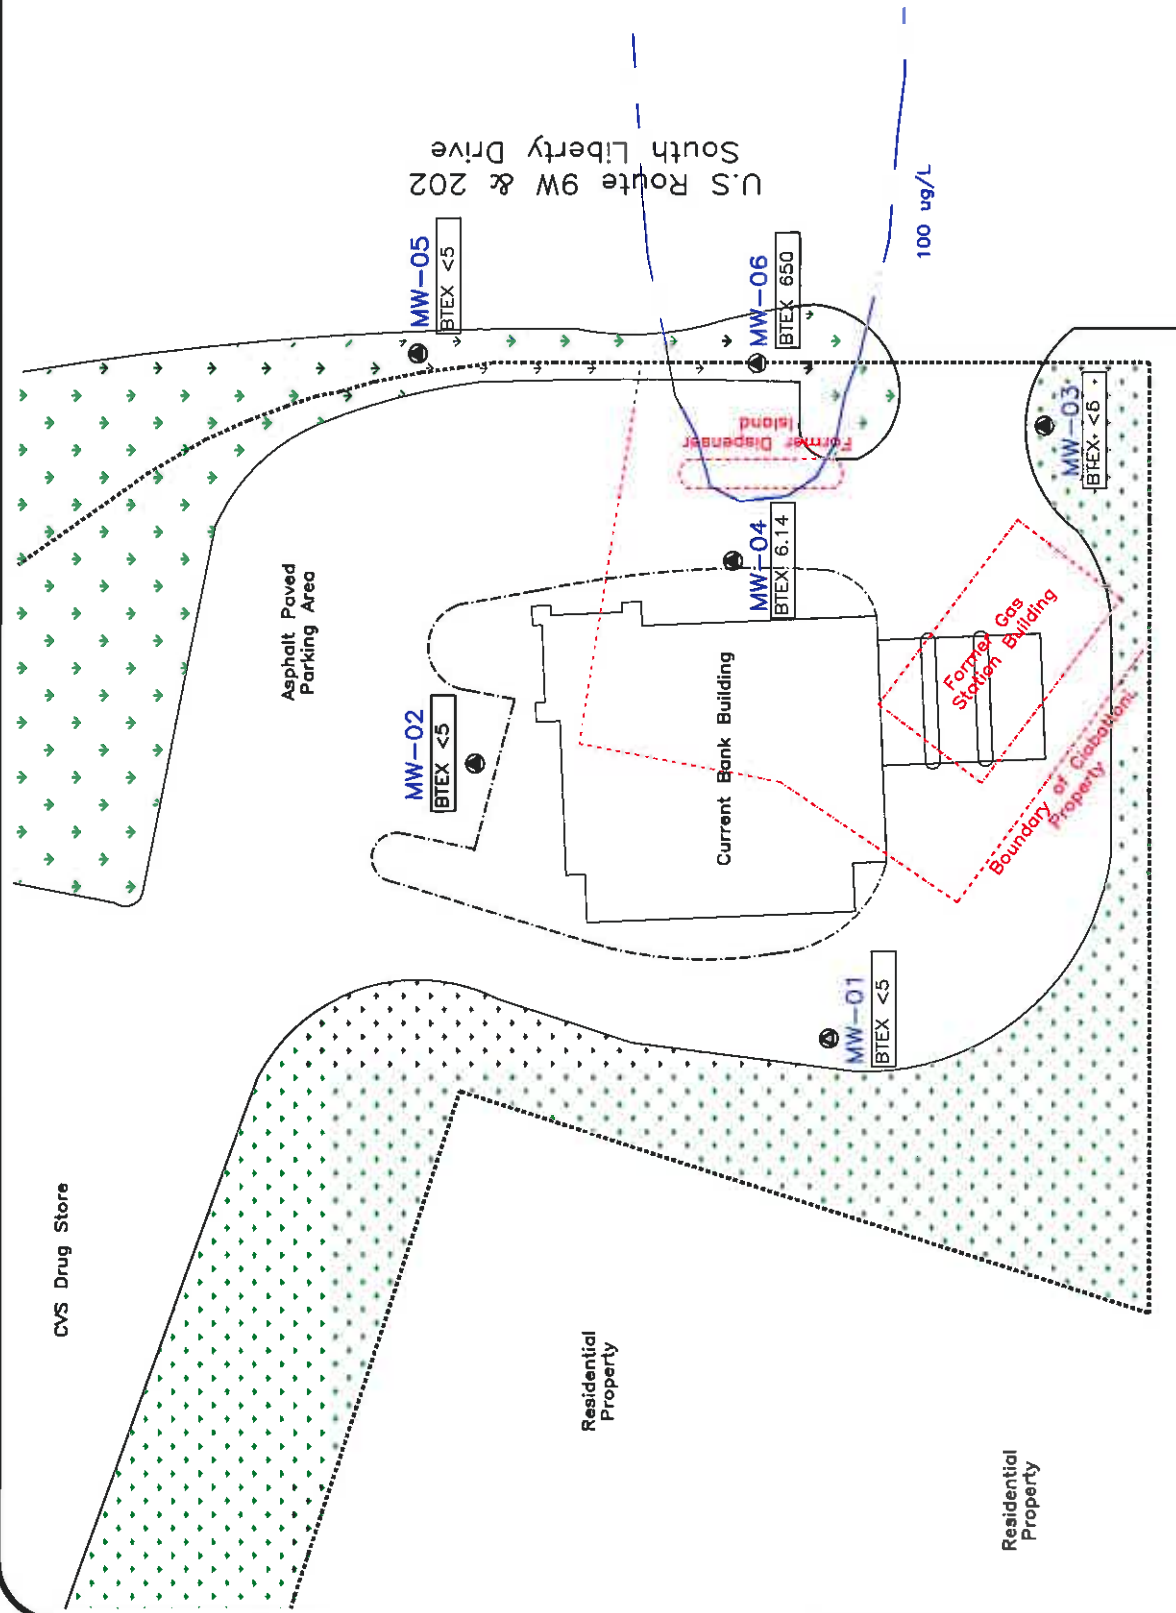 U.S Route 9W & 202
South Liberty Drive
MW-05
BTEX <5
MW-06
BTEX 650
100 ug/L
Former Dispenser
Island
MW-03
BTEX <5
MW-04
BTEX 6.14
Asphalt Paved
Parking Area
MW-02
BTEX <5
Current Bank Building
Former Gas
Station Building
Boundary of Ciabattoni
Property
MW-01
BTEX <5
CVS Drug Store
Residential
Property
Residential
Property